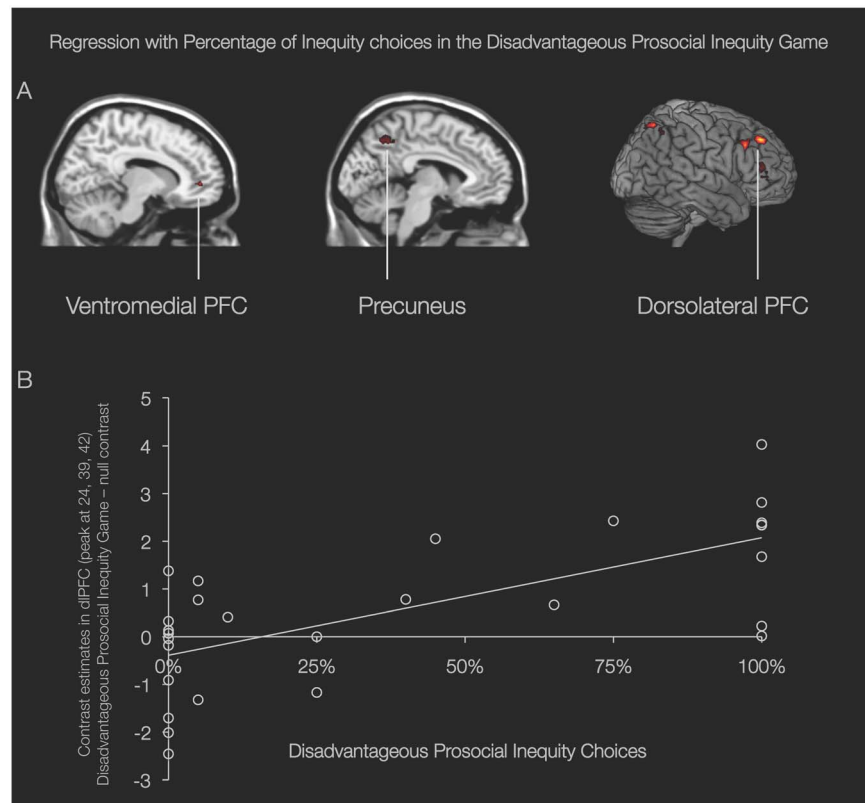 Regression with Percentage of Inequity choices in the Disadvantageous Prosocial Inequity Game
A
Ventromedial PFC
Precuneus
Dorsolateral PFC
B
Contrast estimates in dlPFC (peak at 24, 39, 42)
Disadvantageous Prosocial Inequity Game – null contrast
5
4
3
2
1
0
-1
-2
-3
0%
25%
50%
75%
100%
Disadvantageous Prosocial Inequity Choices